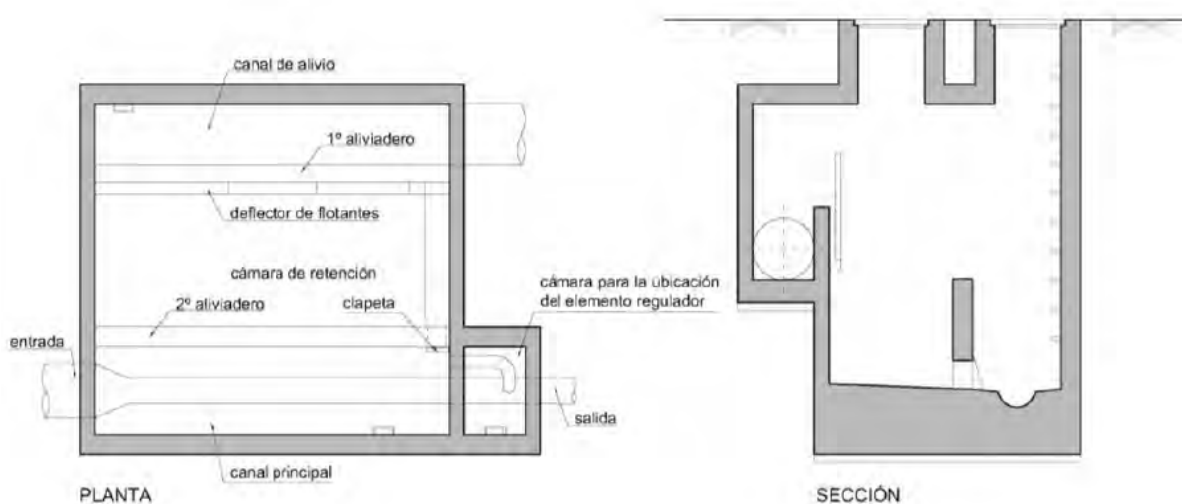 canal de alivio
1º aliviadero
deflector de flotantes
cámara de retención
cámara para la ubicación
del elemento regulador
clapeta
2º aliviadero
entrada
salida
canal principal
PLANTA
SECCIÓN